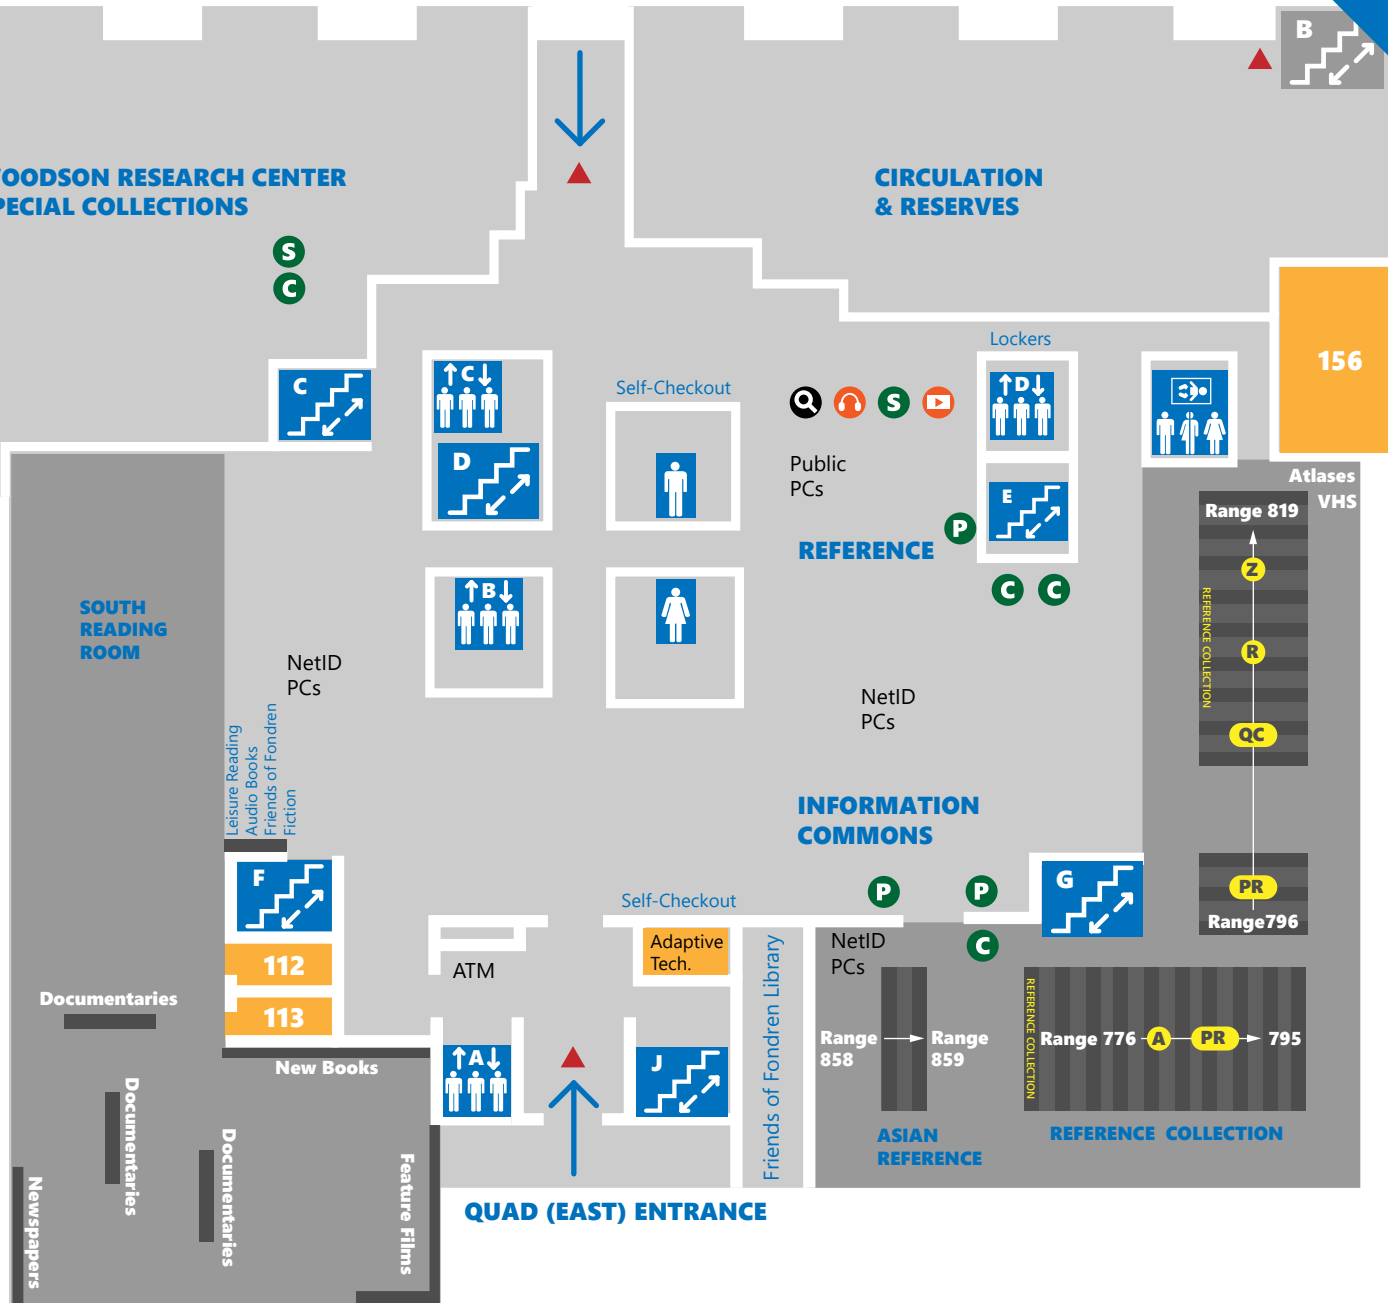 B
OODSON RESEARCH CENTER
PECIAL COLLECTIONS
CIRCULATION
& RESERVES
S
C
Lockers
156
C
C
Self-Checkout
S
D
D
Public
PCs
E
P
REFERENCE
C C
Atlases
VHS
Range 819
Z
R
QC
REFERENCE COLLECTION
PR
Range796
B
SOUTH
READING
ROOM
NetID
PCs
NetID
PCs
Leisure Reading
Audio Books
Friends of Fondren
Fiction
INFORMATION
COMMONS
F
P
P
G
Self-Checkout
112
ATM
Adaptive
Tech.
Friends of Fondren Library
NetID
PCs
C
113
Documentaries
New Books
A
J
Range
858
Range
859
REFERENCE COLLECTION
Range 776 A PR 795
Documentaries
Documentaries
Feature Films
Newspapers
ASIAN
REFERENCE
REFERENCE COLLECTION
QUAD (EAST) ENTRANCE